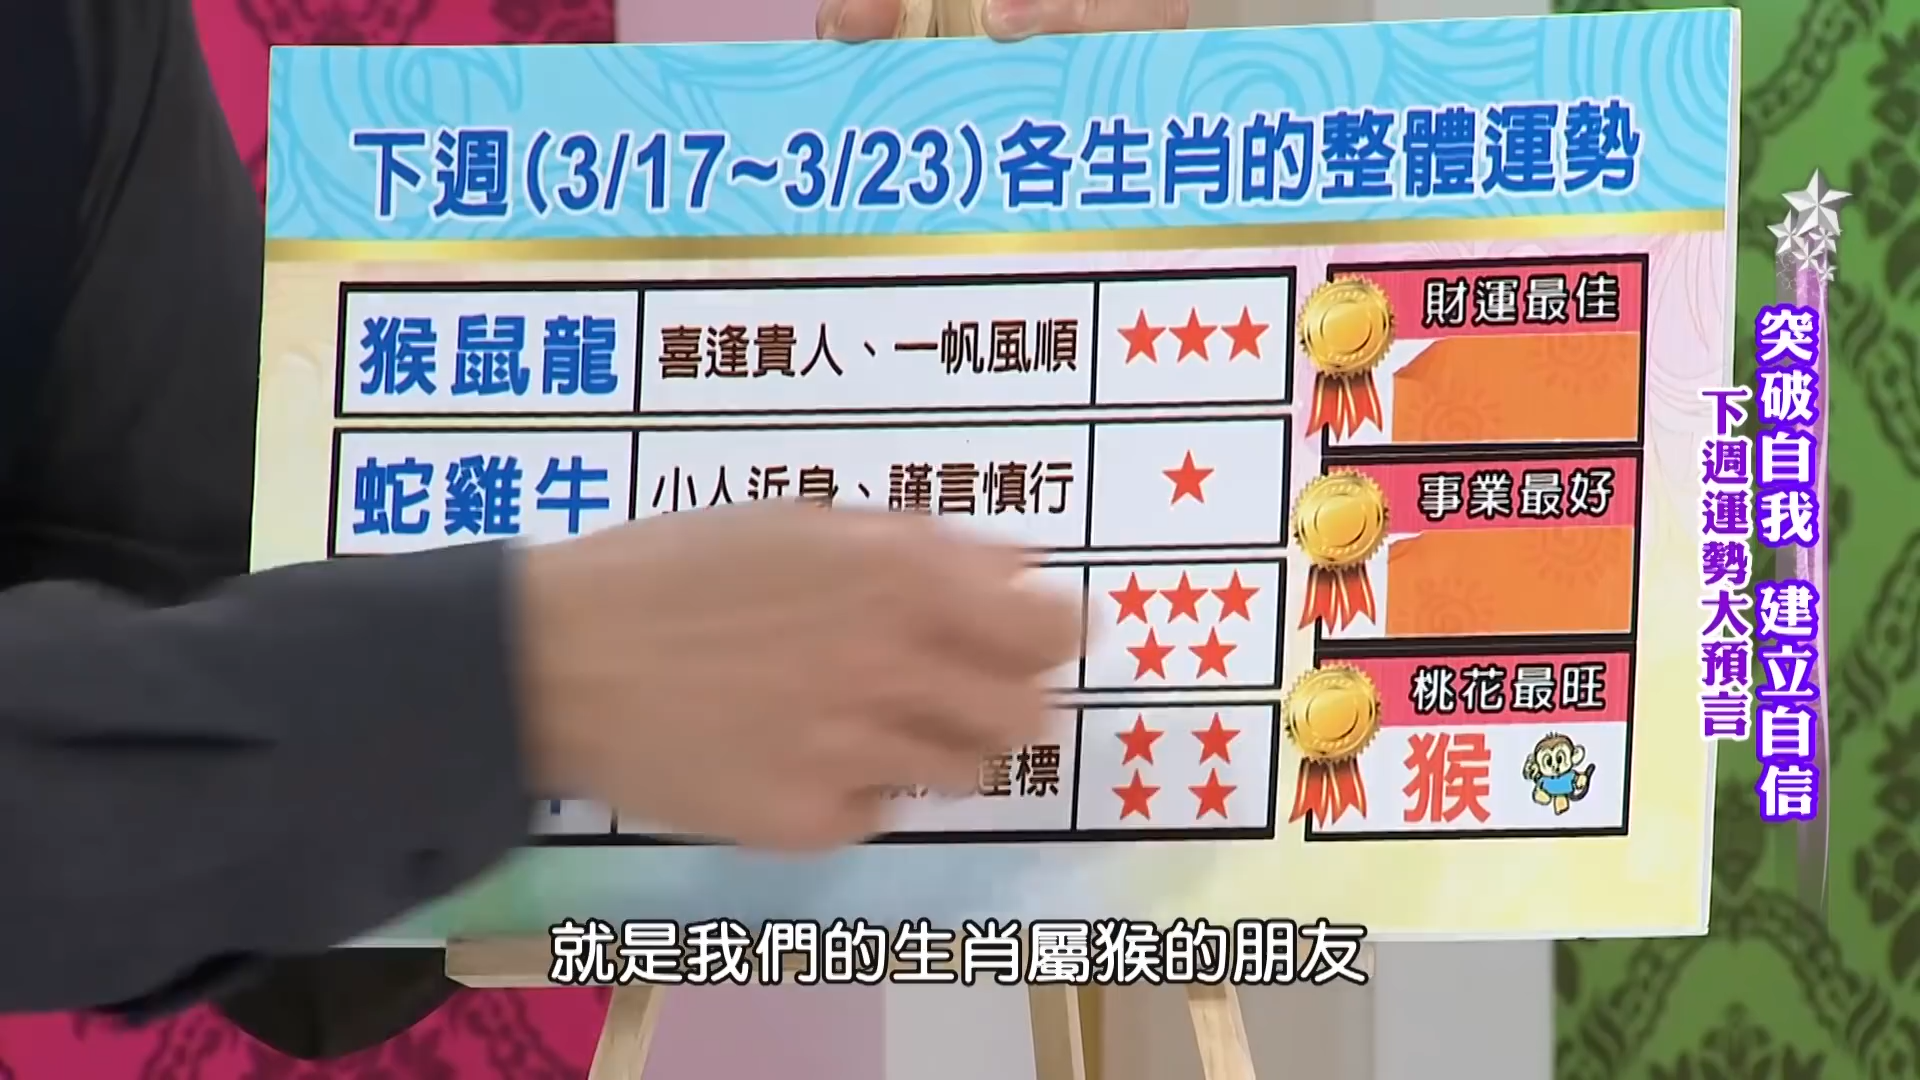 下週(3/17~3/23)各生肖的整體運勢
猴鼠龍
喜逢貴人、一帆風順
蛇雞牛
小人近身、謹言慎行
達標
財運最佳
事業最好
桃花最旺
猴
突破自我 建立自信
下週運勢大預言
就是我們的生肖屬猴的朋友